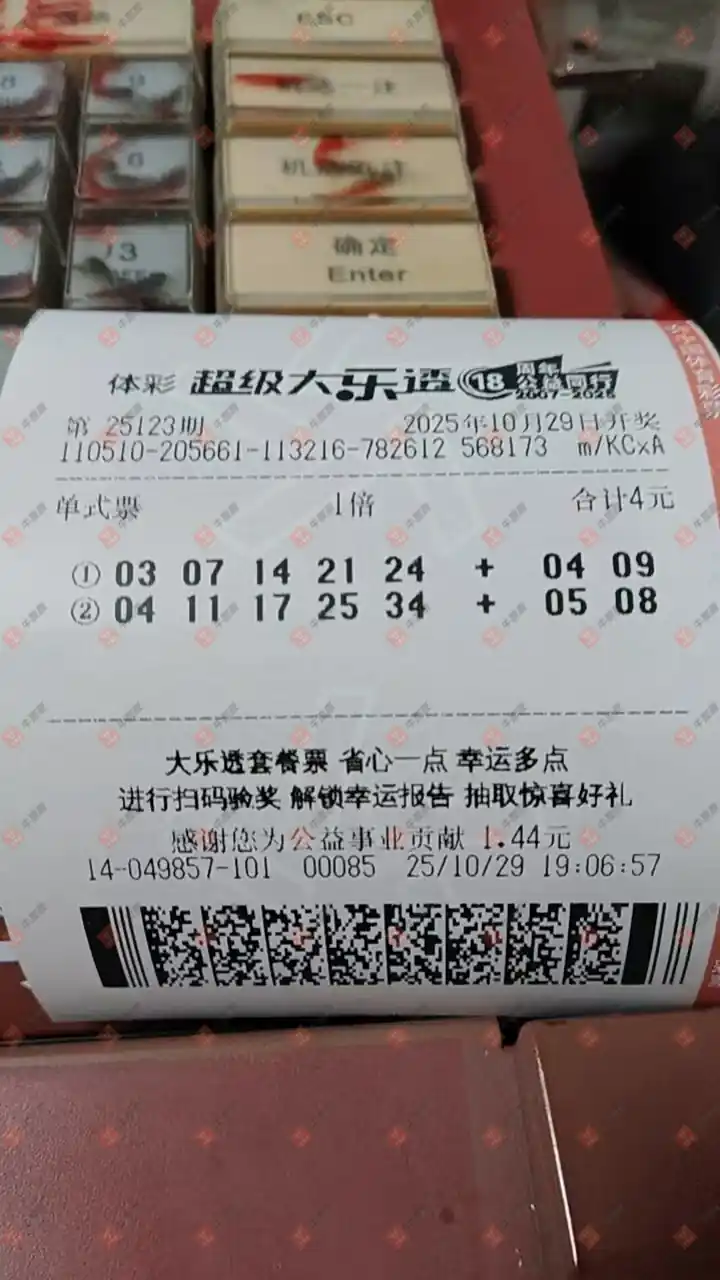 ESC
确定
Enter
体彩 超级大乐透 18 周年 公益同行 2007-2025
第 25123期 2025年10月29日开奖
110510-205661-113216-782612 568173 m/KCxA
单式票 1倍 合计4元
① 03 07 14 21 24 + 04 09
② 04 11 17 25 34 + 05 08
大乐透套餐票 省心一点 幸运多点
进行扫码验奖 解锁幸运报告 抽取惊喜好礼
感谢您为公益事业贡献 1.44元
14-049857-101 00085 25/10/29 19:06:57